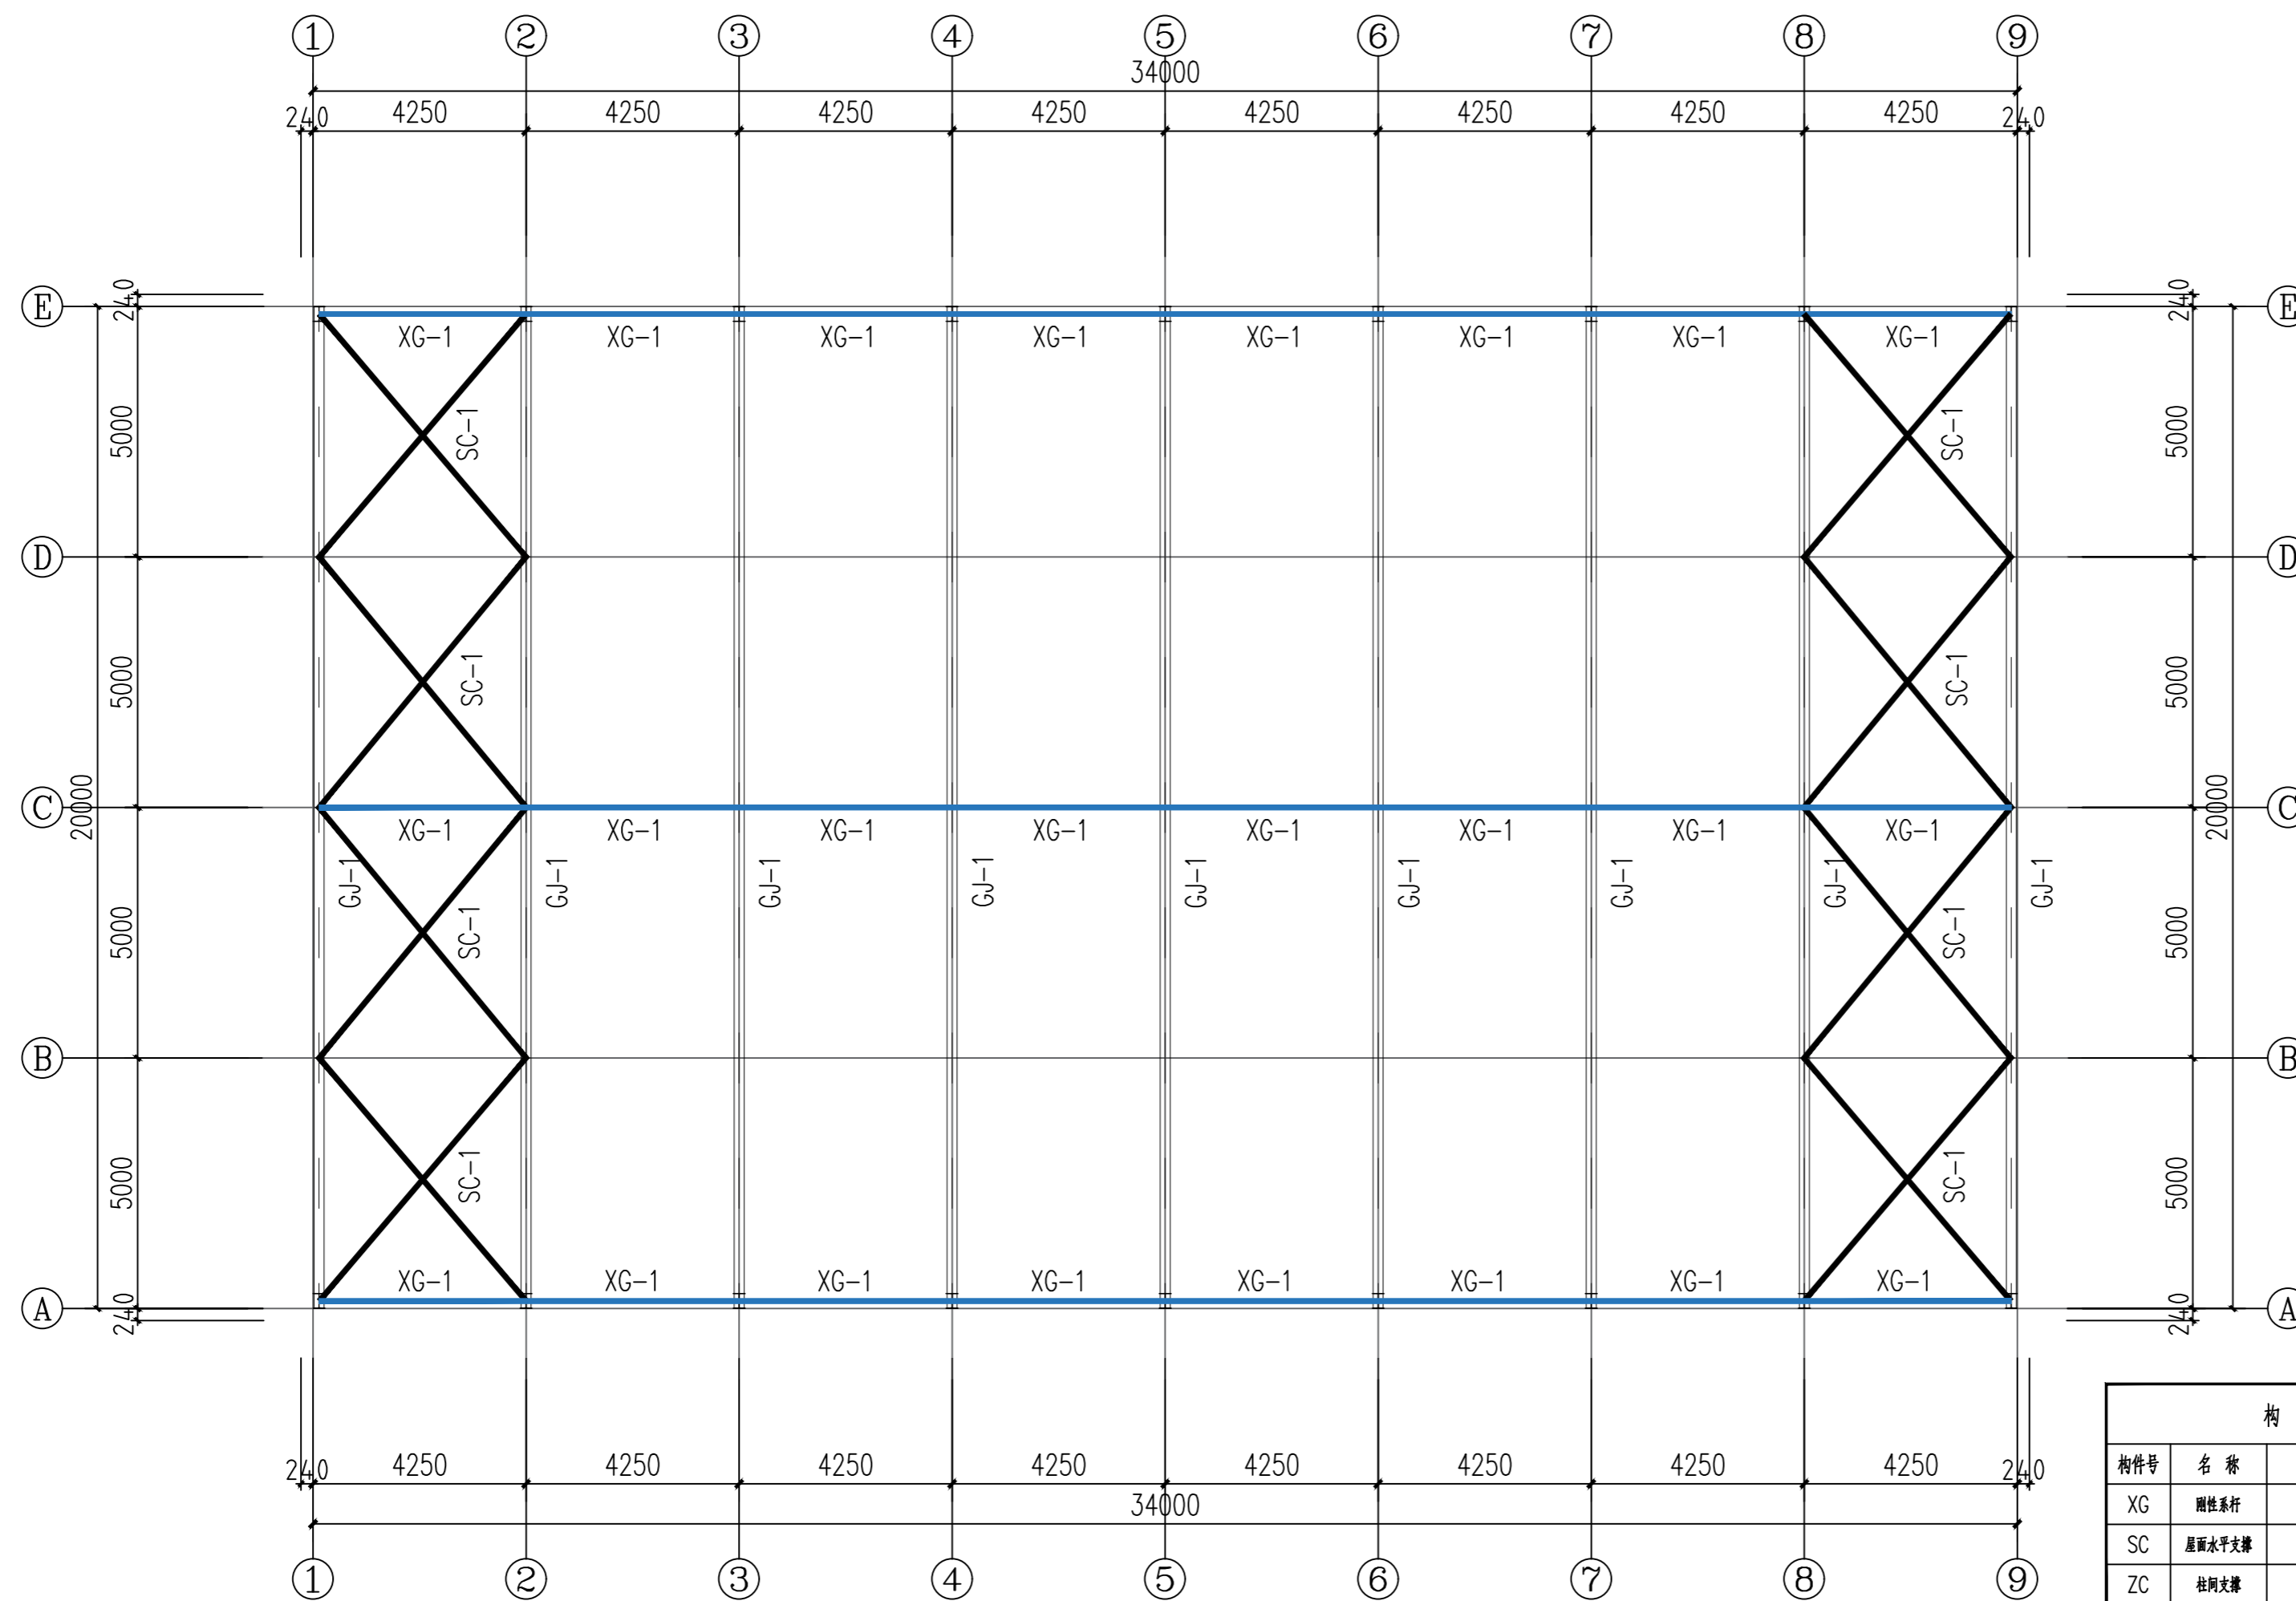 1 2 3 4 5 6 7 8 9
34000
240 4250 4250 4250 4250 4250 4250 4250 4250 240
240 240
E E
XG-1 XG-1 XG-1 XG-1 XG-1 XG-1 XG-1 XG-1
5000 SC-1 SC-1 5000
D D
5000 SC-1 SC-1 5000
C 20000 20000 C
XG-1 XG-1 XG-1 XG-1 XG-1 XG-1 XG-1 XG-1
GJ-1 GJ-1 GJ-1 GJ-1 GJ-1 GJ-1 GJ-1 GJ-1 GJ-1
5000 SC-1 SC-1 5000
B B
5000 SC-1 SC-1 5000
XG-1 XG-1 XG-1 XG-1 XG-1 XG-1 XG-1 XG-1
A A
240 240
构
构件号 名 称
XG 刚性系杆
SC 屋面水平支撑
ZC 柱间支撑
240 4250 4250 4250 4250 4250 4250 4250 4250 240
34000
1 2 3 4 5 6 7 8 9